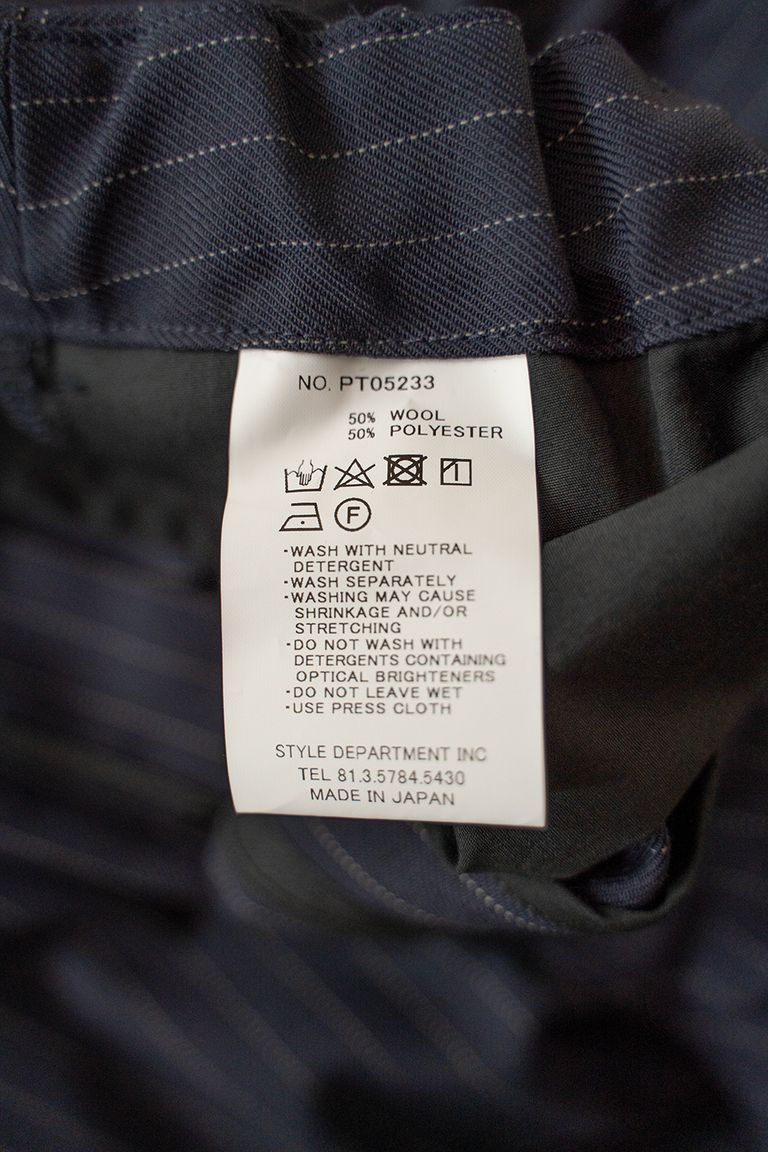 NO. PT05233
50% WOOL
50% POLYESTER
F
·WASH WITH NEUTRAL
DETERGENT
·WASH SEPARATELY
·WASHING MAY CAUSE
SHRINKAGE AND/OR
STRETCHING
·DO NOT WASH WITH
DETERGENTS CONTAINING
OPTICAL BRIGHTENERS
·DO NOT LEAVE WET
·USE PRESS CLOTH
STYLE DEPARTMENT INC
TEL 81.3.5784.5430
MADE IN JAPAN